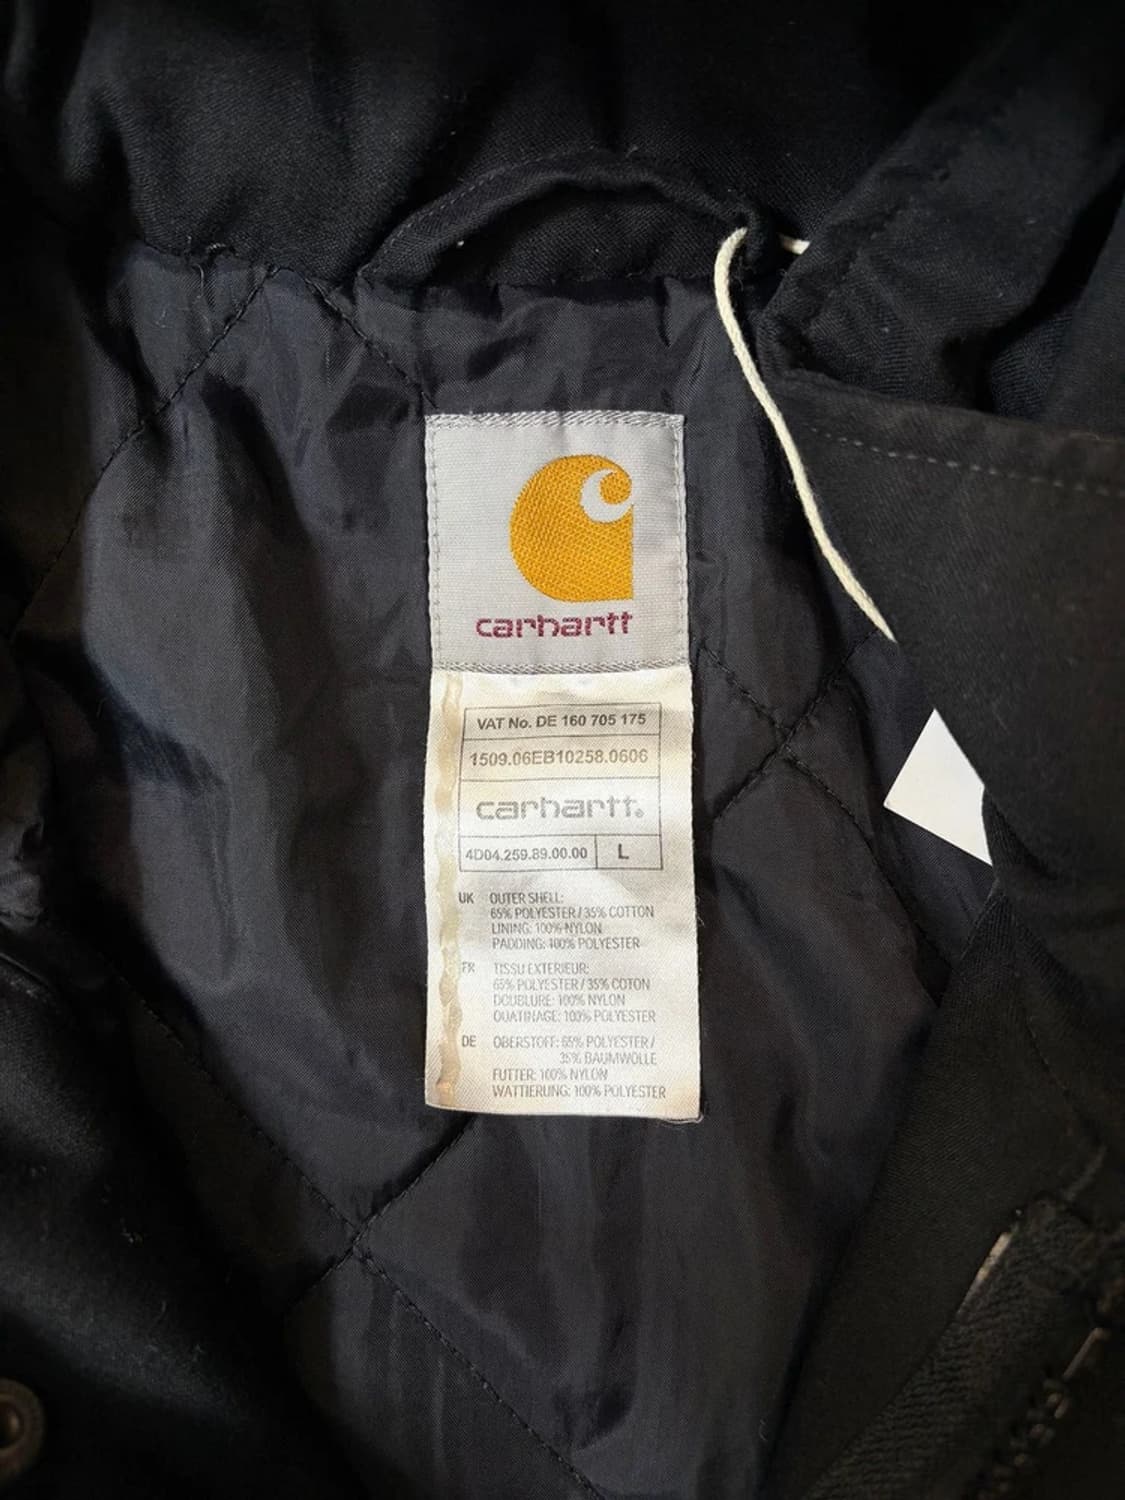 carhartt
VAT No. DE 160 705 175
1509.06EB10258.0606
carhartt®
4D04.259.89.00.00 L
UK OUTER SHELL:
65% POLYESTER / 35% COTTON
LINING: 100% NYLON
PADDING: 100% POLYESTER
FR TISSU EXTERIEUR:
65% POLYESTER / 35% COTON
DOUBLURE: 100% NYLON
OUATINAGE: 100% POLYESTER
DE OBERSTOFF: 65% POLYESTER /
35% BAUMWOLLE
FUTTER: 100% NYLON
WATTIERUNG: 100% POLYESTER